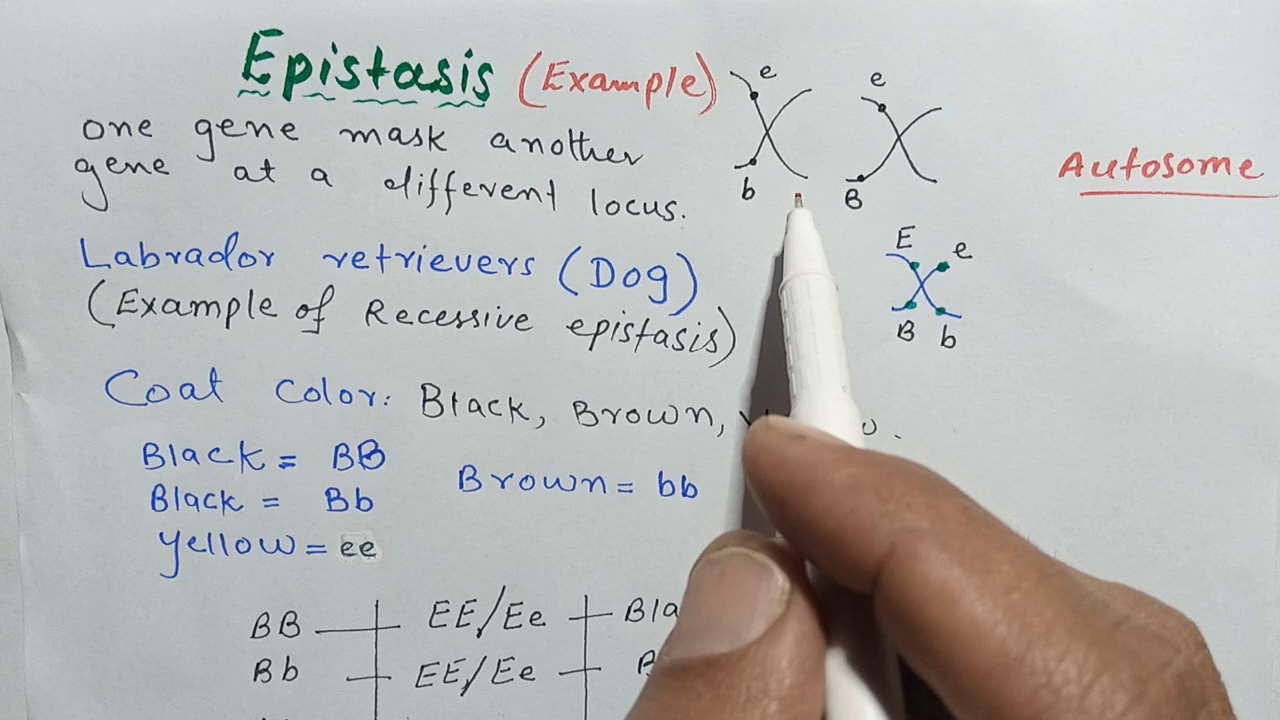 Epistasis (Example)
one gene mask another
gene at a different locus.
Labrador retrievers (Dog)
(Example of Recessive epistasis)
Coat Color: Black, Brown,
Black = BB
Black = Bb
Brown = bb
Yellow = ee
BB EE/Ee Bla
Bb EE/Ee B
e e
b B
Autosome
E e
B b